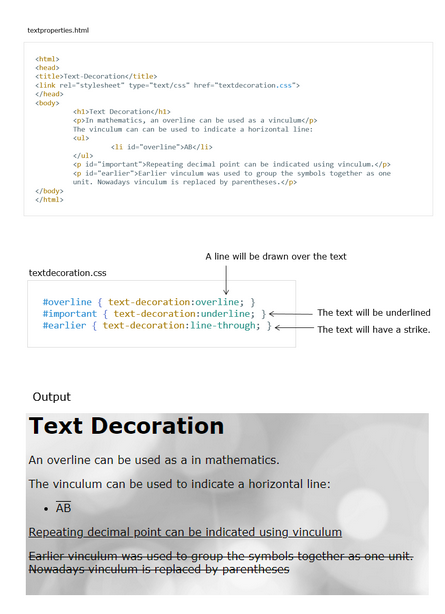 textproperties.html
<html>
<head>
<title>Text-Decoration</title>
<link rel="stylesheet" type="text/css" href="textdecoration.css">
</head>
<body>
<h1>Text Decoration</h1>
<p>In mathematics, an overline can be used as a vinculum</p>
The vinculum can can be used to indicate a horizontal line:
<ul>
<li id="overline">AB</li>
</ul>
<p id="important">Repeating decimal point can be indicated using vinculum.</p>
<p id="earlier">Earlier vinculum was used to group the symbols together as one
unit. Nowadays vinculum is replaced by parentheses.</p>
</body>
</html>
A line will be drawn over the text
textdecoration.css
#overline { text-decoration:overline; }
#important { text-decoration:underline; }
The text will be underlined
#earlier { text-decoration:line-through; }
The text will have a strike.
Output
Text Decoration
An overline can be used as a in mathematics.
The vinculum can be used to indicate a horizontal line:
• AB
Repeating decimal point can be indicated using vinculum
Earlier vinculum was used to group the symbols together as one unit.
Nowadays vinculum is replaced by parentheses